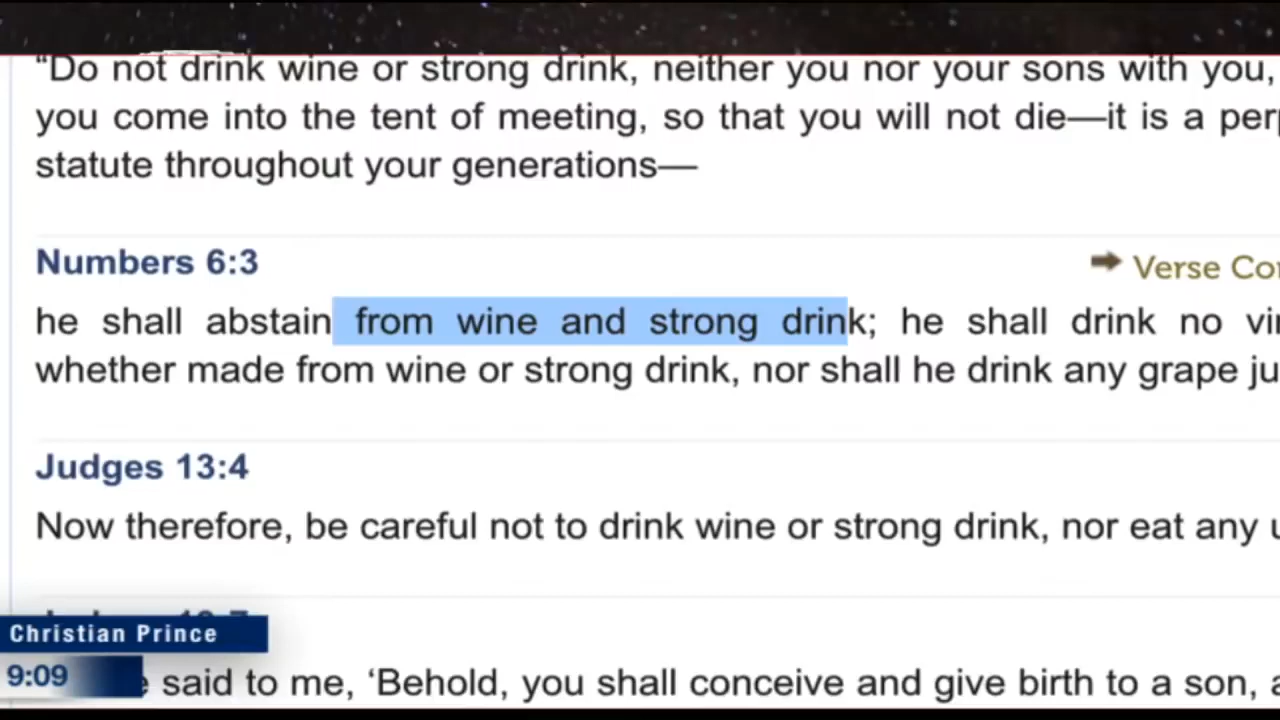 “Do not drink wine or strong drink, neither you nor your sons with you,
you come into the tent of meeting, so that you will not die—it is a
statute throughout your generations—
Numbers 6:3
Verse
he shall abstain from wine and strong drink; he shall drink no
whether made from wine or strong drink, nor shall he drink any grape
Judges 13:4
Now therefore, be careful not to drink wine or strong drink, nor eat any
Christian Prince
9:09
said to me, ‘Behold, you shall conceive and give birth to a son,